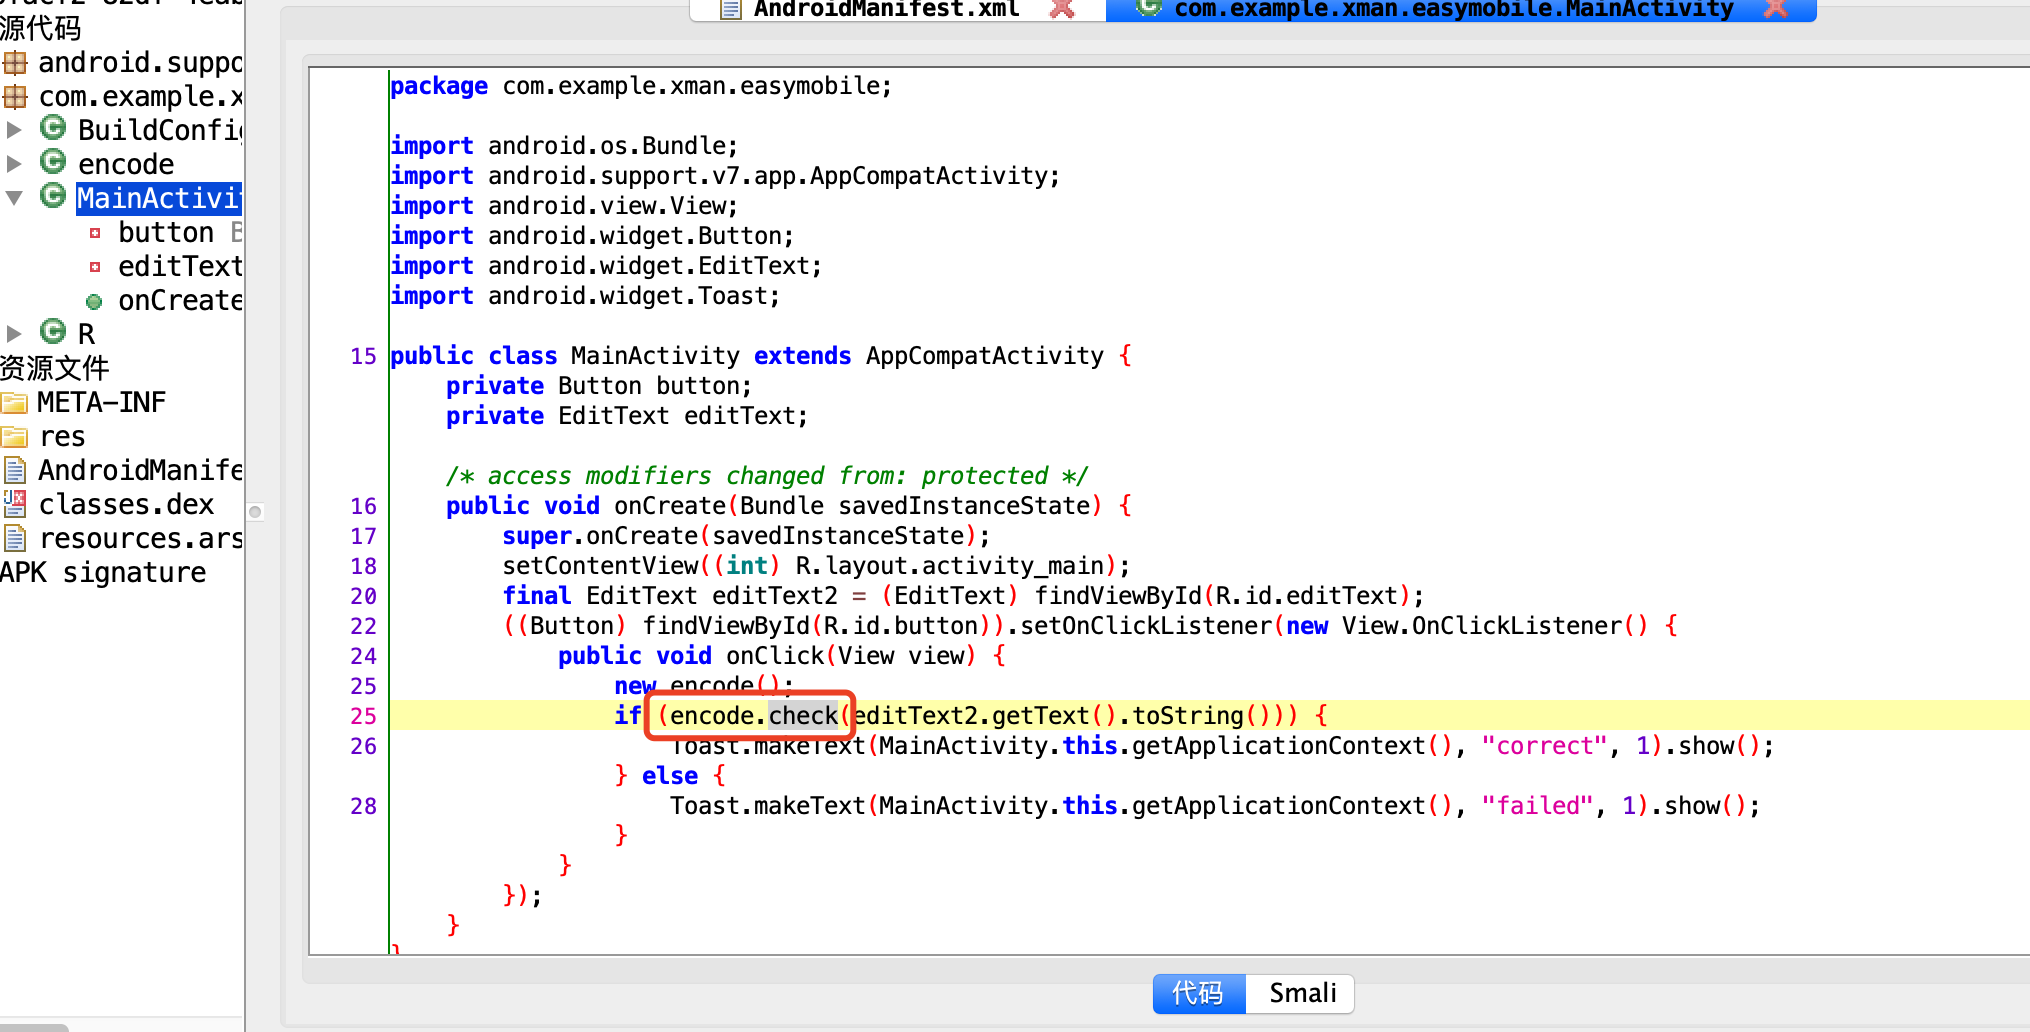 源代码
android.suppo
com.example.x
BuildConfig
encode
MainActivit
button
editText
onCreate
R
资源文件
META-INF
res
AndroidManife
classes.dex
resources.ars
APK signature
AndroidManifest.xml
com.example.xman.easymobile.MainActivity
package com.example.xman.easymobile;
import android.os.Bundle;
import android.support.v7.app.AppCompatActivity;
import android.view.View;
import android.widget.Button;
import android.widget.EditText;
import android.widget.Toast;
15 public class MainActivity extends AppCompatActivity {
private Button button;
private EditText editText;
/* access modifiers changed from: protected */
16 public void onCreate(Bundle savedInstanceState) {
17 super.onCreate(savedInstanceState);
18 setContentView((int) R.layout.activity_main);
20 final EditText editText2 = (EditText) findViewById(R.id.editText);
22 ((Button) findViewById(R.id.button)).setOnClickListener(new View.OnClickListener() {
24 public void onClick(View view) {
25 new encode();
25 if (encode.check(editText2.getText().toString())) {
26 Toast.makeText(MainActivity.this.getApplicationContext(), "correct", 1).show();
} else {
28 Toast.makeText(MainActivity.this.getApplicationContext(), "failed", 1).show();
}
}
});
}
}
代码
Smali